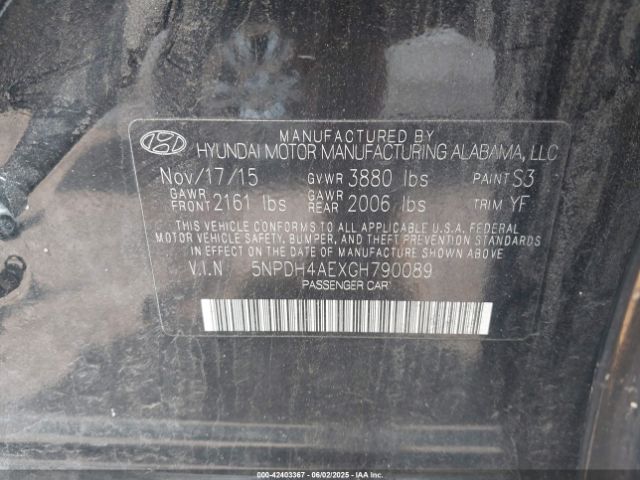 MANUFACTURED BY
HYUNDAI MOTOR MANUFACTURING ALABAMA, LLC
Nov/17/15 GVWR 3880 lbs PAINT S3
GAWR FRONT 2161 lbs GAWR REAR 2006 lbs TRIM YF
THIS VEHICLE CONFORMS TO ALL APPLICABLE U.S.A. FEDERAL
MOTOR VEHICLE SAFETY, BUMPER, AND THEFT PREVENTION
STANDARDS IN EFFECT ON THE DATE OF MANUFACTURE SHOWN ABOVE
V.I.N 5NPDH4AEXGH790089
PASSENGER CAR
000-42403367 - 06/02/2025 - IAAI.COM